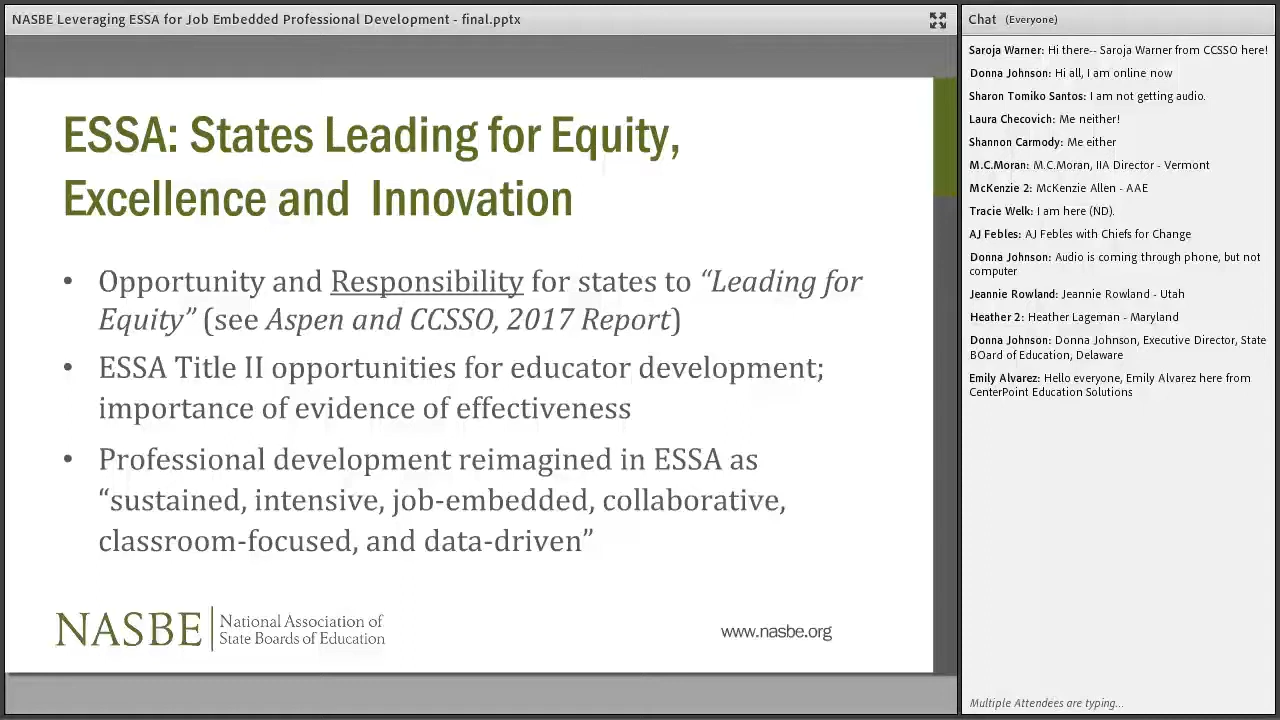 NASBE Leveraging ESSA for Job Embedded Professional Development - final.pptx
ESSA: States Leading for Equity,
Excellence and Innovation
• Opportunity and Responsibility for states to “Leading for
Equity” (see Aspen and CCSSO, 2017 Report)
• ESSA Title II opportunities for educator development;
importance of evidence of effectiveness
• Professional development reimagined in ESSA as
“sustained, intensive, job-embedded, collaborative,
classroom-focused, and data-driven”
NASBE
National Association of
State Boards of Education
www.nasbe.org
Chat (Everyone)
Saroja Warner: Hi there-- Saroja Warner from CCSSO here!
Donna Johnson: Hi all, I am online now
Sharon Tomiko Santos: I am not getting audio.
Laura Checovich: Me neither!
Shannon Carmody: Me either
M.C.Moran: M.C.Moran, IIA Director - Vermont
McKenzie 2: McKenzie Allen - AAE
Tracie Welk: I am here (ND).
AJ Febles: AJ Febles with Chiefs for Change
Donna Johnson: Audio is coming through phone, but not
computer
Jeannie Rowland: Jeannie Rowland - Utah
Heather 2: Heather Lageman - Maryland
Donna Johnson: Donna Johnson, Executive Director, State
BOard of Education, Delaware
Emily Alvarez: Hello everyone, Emily Alvarez here from
CenterPoint Education Solutions
Multiple Attendees are typing...